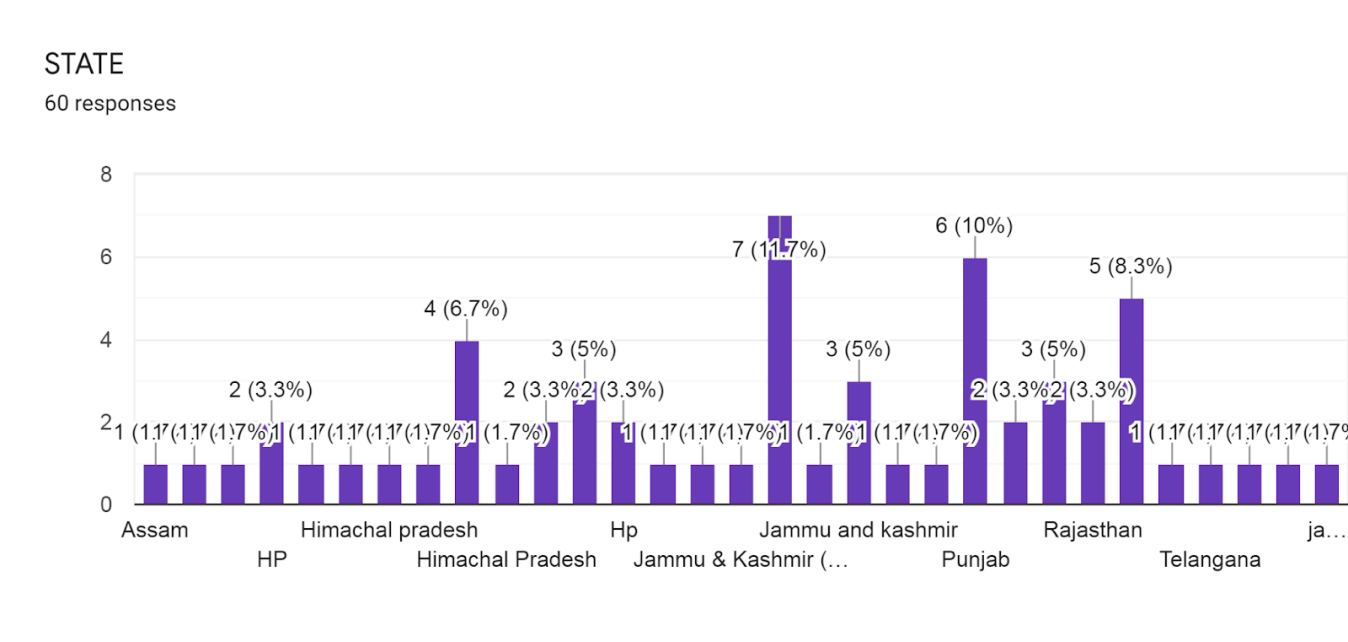 STATE
60 responses
8
6
4
2
0
7 (11.7%)
6 (10%)
5 (8.3%)
4 (6.7%)
3 (5%)
3 (5%)
3 (5%)
2 (3.3%)
2 (3.3%)
2 (3.3%)
2 (3.3%)
2 (3.3%)
1 (1.7%)
1 (1.7%)
Assam
HP
Himachal pradesh
Himachal Pradesh
Hp
Jammu & Kashmir (…
Jammu and kashmir
Punjab
Rajasthan
Telangana
ja…